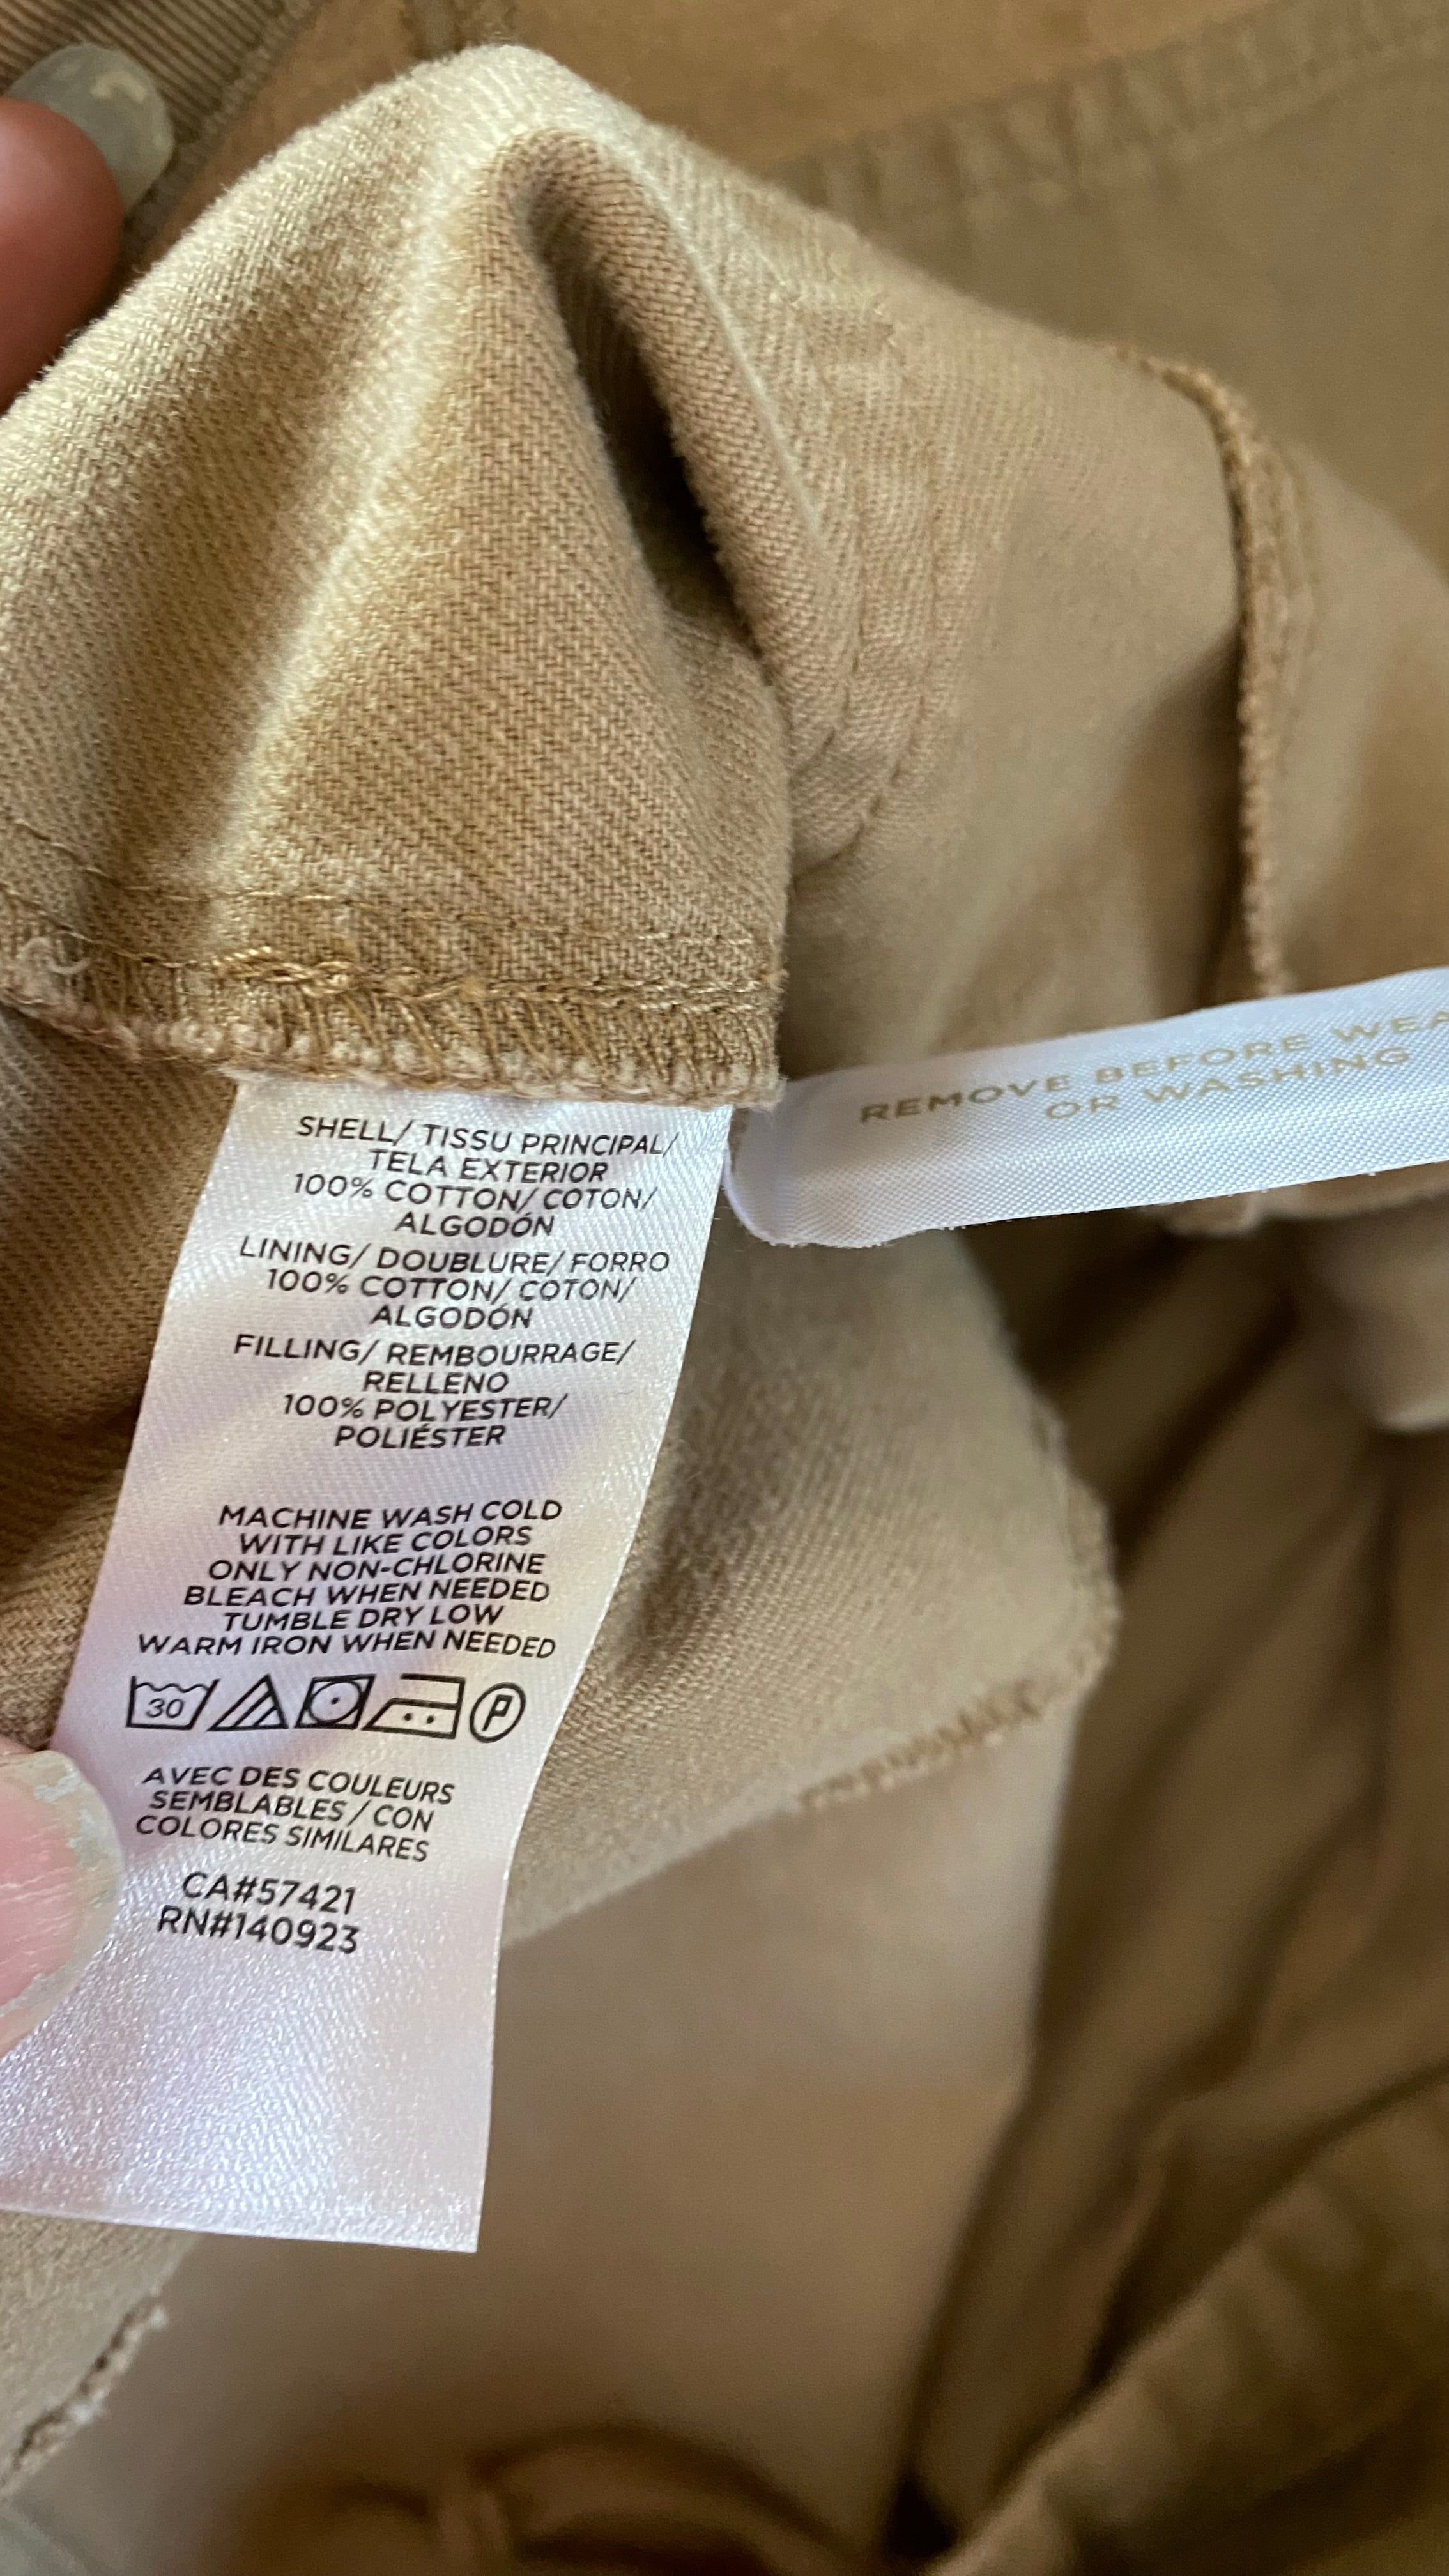 SHELL/ TISSU PRINCIPAL/
TELA EXTERIOR
100% COTTON/ COTON/
ALGODÓN
LINING/ DOUBLURE/ FORRO
100% COTTON/ COTON/
ALGODÓN
FILLING/ REMBOURRAGE/
RELLENO
100% POLYESTER/
POLIÉSTER
MACHINE WASH COLD
WITH LIKE COLORS
ONLY NON-CHLORINE
BLEACH WHEN NEEDED
TUMBLE DRY LOW
WARM IRON WHEN NEEDED
30 P
AVEC DES COULEURS
SEMBLABLES / CON
COLORES SIMILARES
CA#57421
RN#140923
REMOVE BEFORE
OR WASHING